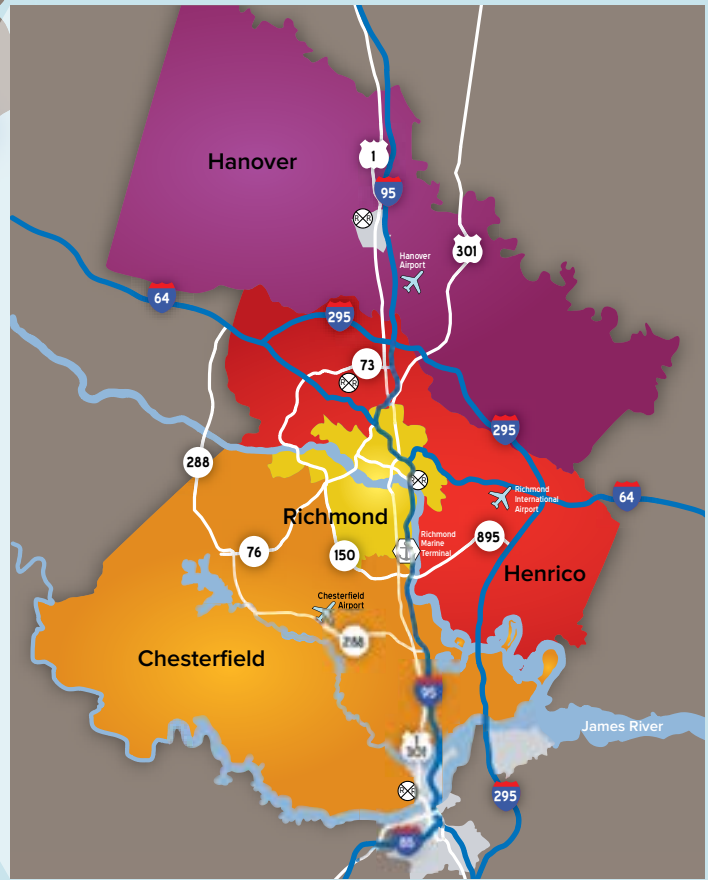 Hanover
1
95
301
Hanover
Airport
64
295
73
295
288
Richmond
International
Airport
64
Richmond
Richmond
Marine
Terminal
895
76
150
Henrico
Chesterfield
Airport
288
Chesterfield
95
James River
1
301
295
85